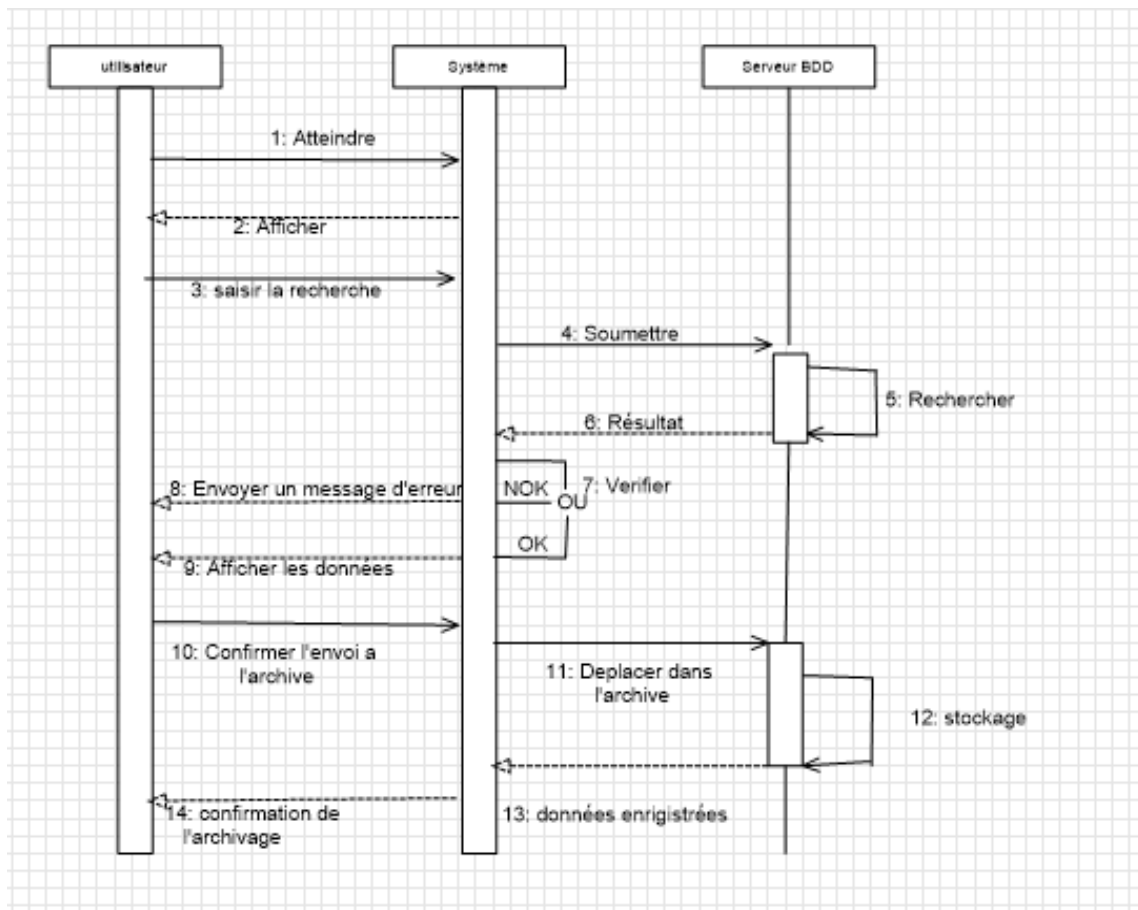 utilisateur
Système
Serveur BDD
1: Atteindre
2: Afficher
3: saisir la recherche
4: Soumettre
5: Rechercher
6: Résultat
7: Verifier
NOK
OU
8: Envoyer un message d'erreur
OK
9: Afficher les données
10: Confirmer l'envoi a
l'archive
11: Deplacer dans
l'archive
12: stockage
13: données enrigistrées
14: confirmation de
l'archivage